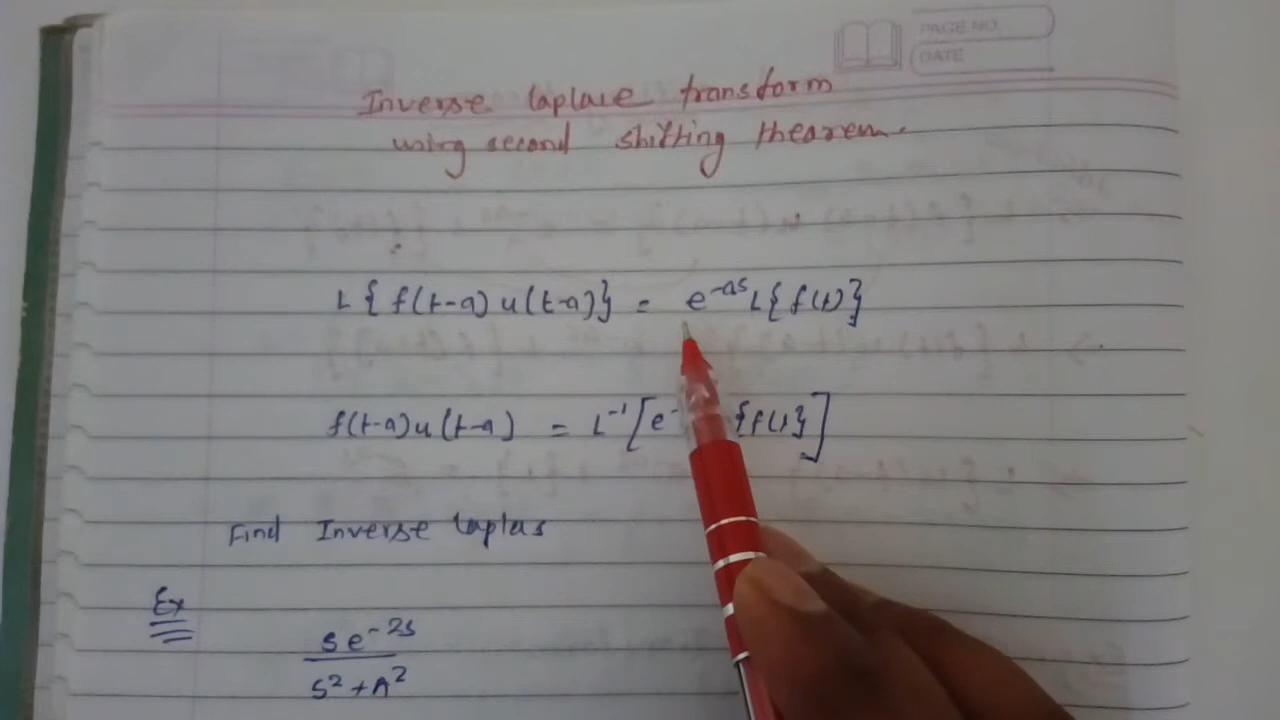 PAGE NO.
DATE
Inverse laplace transform
using second shifting theorem.
L{f(t-a) u(t-a)} = e^-as L{f(t)}
f(t-a)u(t-a) = L^-1[e^- {f(t)}]
Find Inverse laplas
Ex
s e^-2s
s^2+π^2